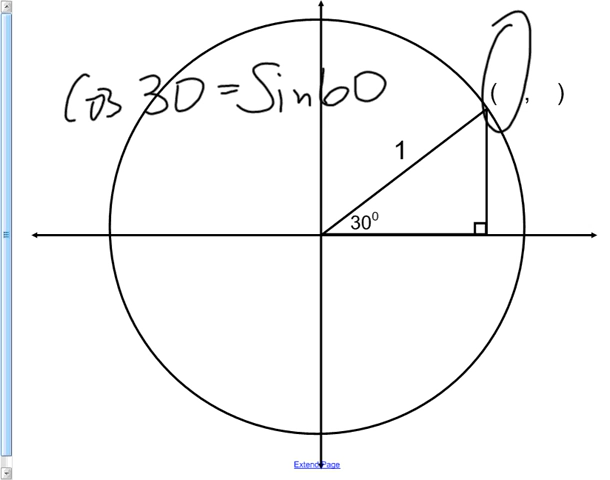 Cos 30 = Sin 60
( , )
1
30⁰
Extend Page